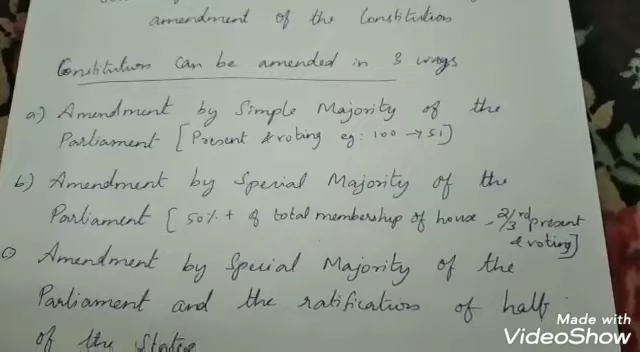 amendment of the Constitution
Constitution can be amended in 3 ways
a) Amendment by Simple Majority of the
Parliament [Present & voting eg: 100 → 51]
b) Amendment by Special Majority of the
Parliament [50% + of total membership of house, 2/3rd present
& voting]
Amendment by Special Majority of the
Parliament and the ratification of half
of the States
Made with
VideoShow